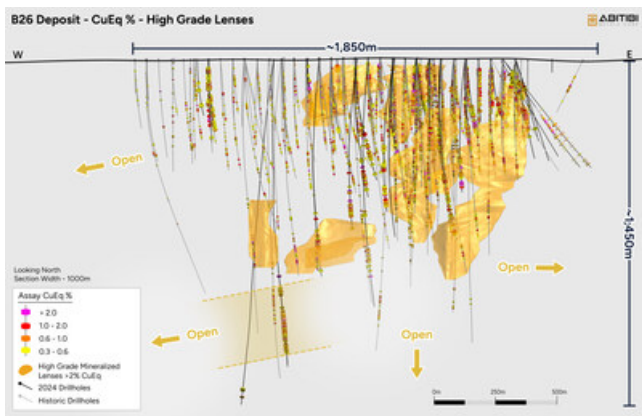 B26 Deposit - CuEq % - High Grade Lenses
ABITIBI
W
~1,850m
E
Open
~1,450m
Open
Open
Open
Looking North
Section Width - 1000m
Assay CuEq %
> 2.0
1.0 - 2.0
0.6 - 1.0
0.3 - 0.6
High Grade Mineralized
Lenses >2% CuEq
2024 Drillholes
Historic Drillholes
0m
250m
500m